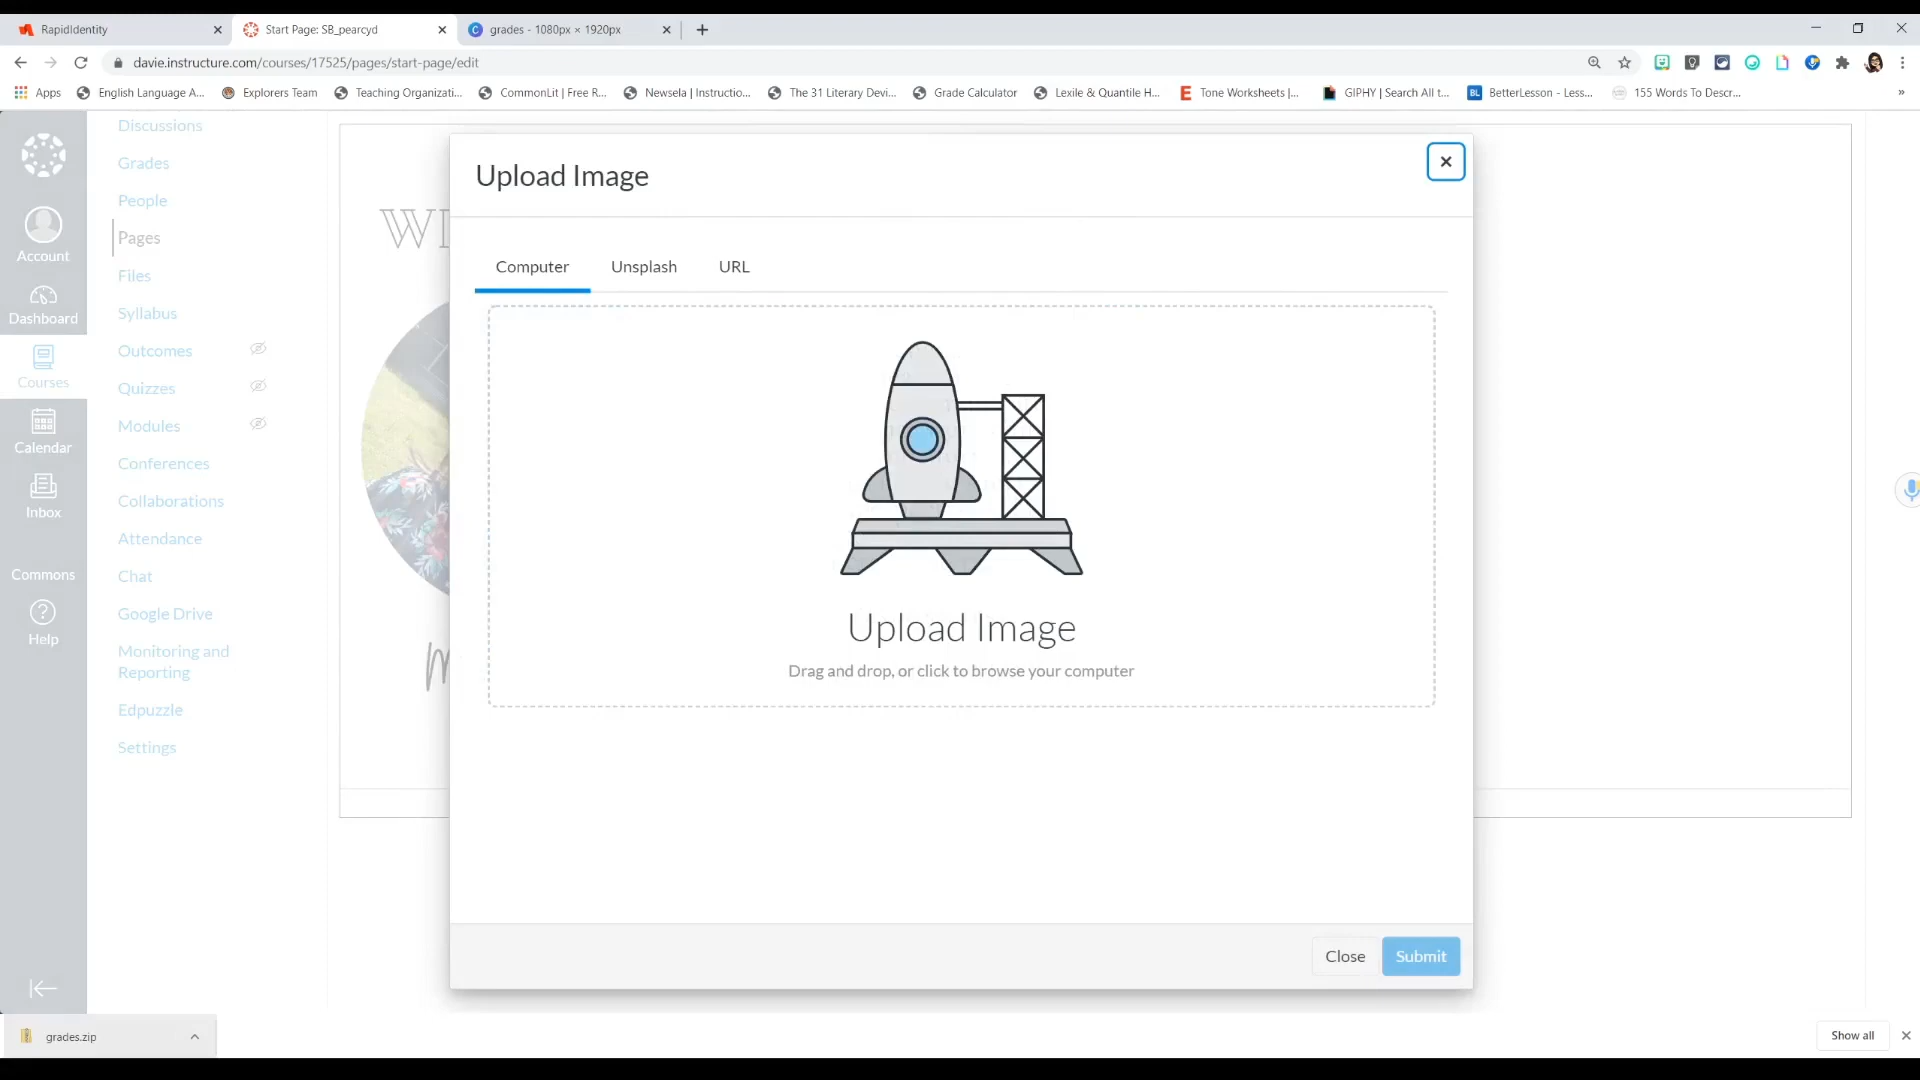 RapidIdentity
Start Page: SB_pearcyd
grades - 1080px × 1920px
davie.instructure.com/courses/17525/pages/start-page/edit
Apps
English Language A...
Explorers Team
Teaching Organizati...
CommonLit | Free R...
Newsela | Instructio...
The 31 Literary Devi...
Grade Calculator
Lexile & Quantile H...
Tone Worksheets |...
GIPHY | Search All t...
BetterLesson - Less...
155 Words To Descr...
Account
Dashboard
Courses
Calendar
Inbox
Commons
Help
Discussions
Grades
People
Pages
Files
Syllabus
Outcomes
Quizzes
Modules
Conferences
Collaborations
Attendance
Chat
Google Drive
Monitoring and
Reporting
Edpuzzle
Settings
Upload Image
Computer
Unsplash
URL
Upload Image
Drag and drop, or click to browse your computer
Close
Submit
grades.zip
Show all